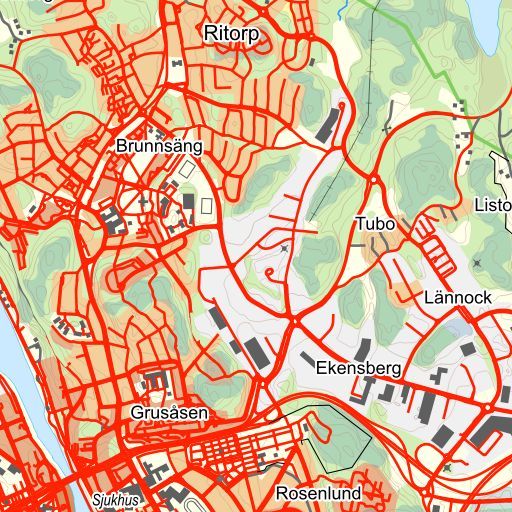 Ritorp
Brunnsäng
Listo
Tubo
Lännock
Ekensberg
Grusåsen
Sjukhus
Rosenlund